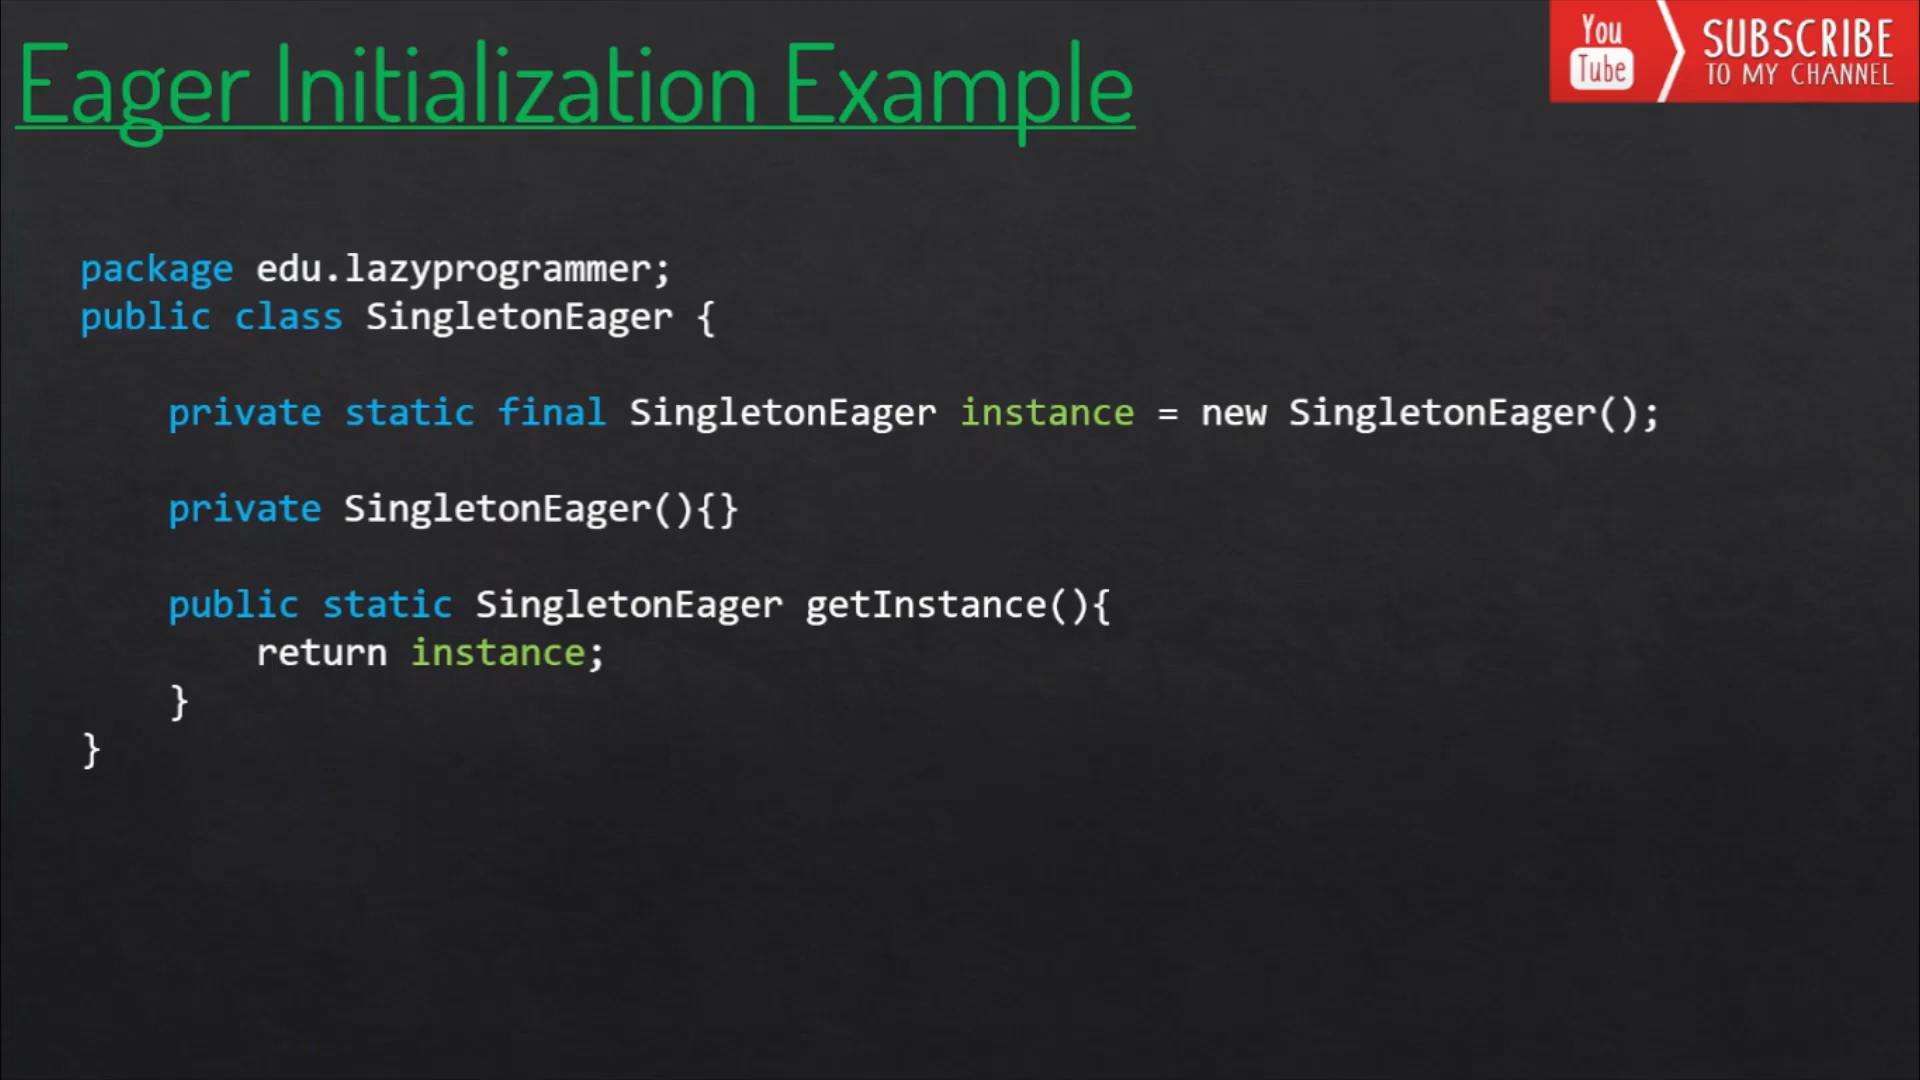 Eager Initialization Example
You
Tube
SUBSCRIBE
TO MY CHANNEL
package edu.lazyprogrammer;
public class SingletonEager {
private static final SingletonEager instance = new SingletonEager();
private SingletonEager(){}
public static SingletonEager getInstance(){
return instance;
}
}